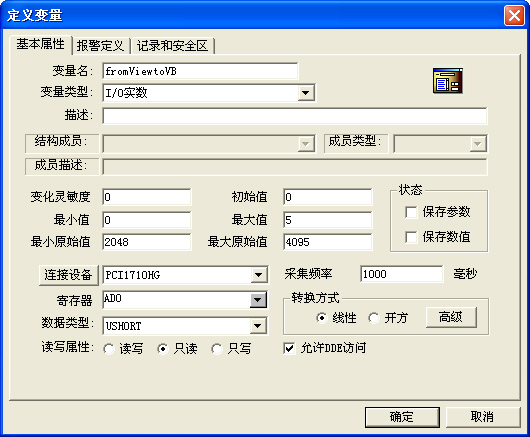 定义变量
基本属性 报警定义 记录和安全区
变量名: fromViewtoVB
变量类型: I/O实数
描述:
结构成员: 成员类型:
成员描述:
变化灵敏度 0 初始值 0 状态
最小值 0 最大值 5 保存参数
最小原始值 2048 最大原始值 4095 保存数值
连接设备 PCI1710HG 采集频率 1000 毫秒
寄存器 AD0 转换方式
数据类型: USHORT 线性 开方 高级
读写属性: 读写 只读 只写 允许DDE访问
确定 取消